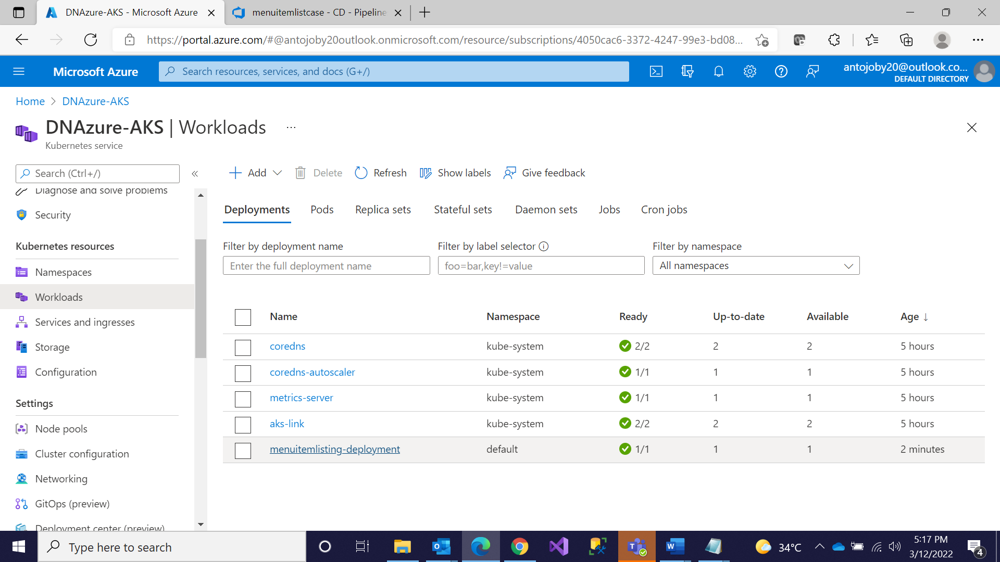 DNAzure-AKS - Microsoft Azure
menuitemlistcase - CD - Pipeline
https://portal.azure.com/#@antojoby20outlook.onmicrosoft.com/resource/subscriptions/4050cac6-3372-4247-99e3-bd08...
Microsoft Azure
Search resources, services, and docs (G+/)
antojoby20@outlook.co...
DEFAULT DIRECTORY
Home > DNAzure-AKS
DNAzure-AKS | Workloads ...
Kubernetes service
Search (Ctrl+/)
«
Add
Delete
Refresh
Show labels
Give feedback
Diagnose and solve problems
Security
Kubernetes resources
Namespaces
Workloads
Services and ingresses
Storage
Configuration
Settings
Node pools
Cluster configuration
Networking
GitOps (preview)
Deployment center (preview)
Deployments Pods Replica sets Stateful sets Daemon sets Jobs Cron jobs
Filter by deployment name
Enter the full deployment name
Filter by label selector
foo=bar,key!=value
Filter by namespace
All namespaces
Name Namespace Ready Up-to-date Available Age ↓
coredns kube-system 2/2 2 2 5 hours
coredns-autoscaler kube-system 1/1 1 1 5 hours
metrics-server kube-system 1/1 1 1 5 hours
aks-link kube-system 2/2 2 2 5 hours
menuitemlisting-deployment default 1/1 1 1 2 minutes
Type here to search
34°C
5:17 PM
3/12/2022
4